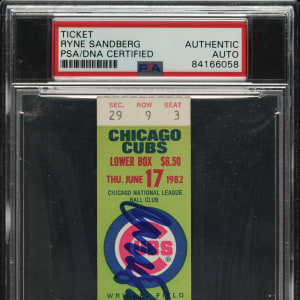 TICKET
RYNE SANDBERG
PSA/DNA CERTIFIED
AUTHENTIC
AUTO
84166058
PSA
SEC. ROW SEAT
29 9 3
CHICAGO
CUBS
LOWER BOX $6.50
THU. JUNE 17 1982
CHICAGO NATIONAL LEAGUE
BALL CLUB
CUBS